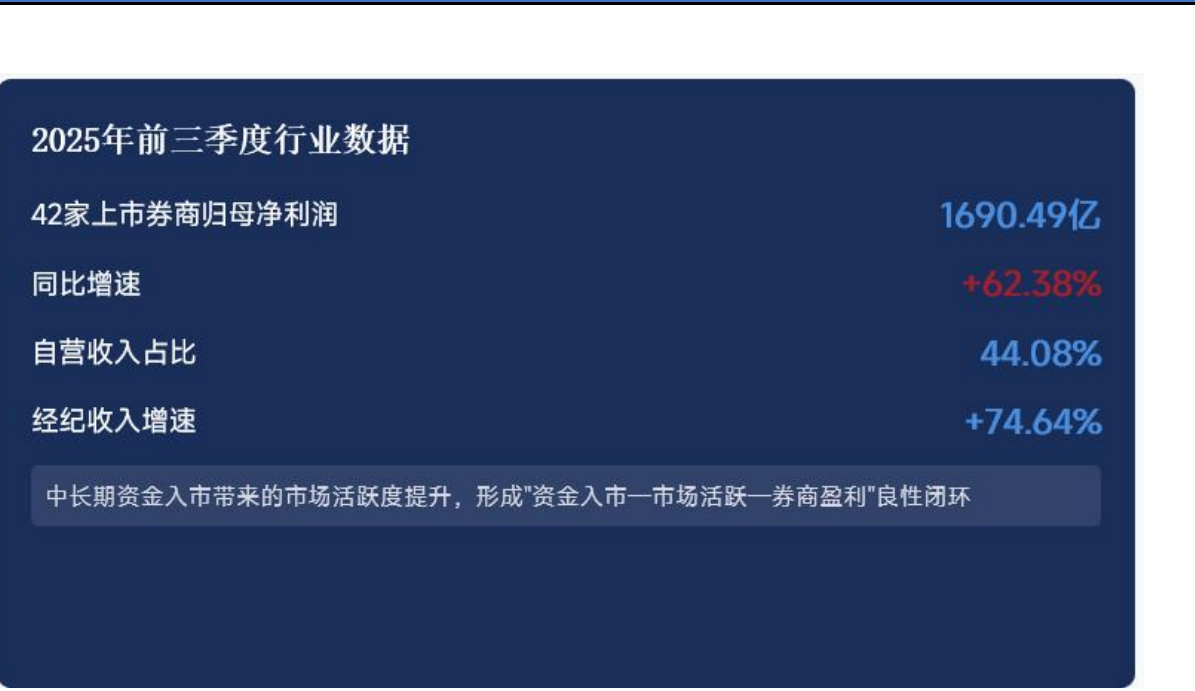 2025年前三季度行业数据
42家上市券商归母净利润 1690.49亿
同比增速 +62.38%
自营收入占比 44.08%
经纪收入增速 +74.64%
中长期资金入市带来的市场活跃度提升，形成"资金入市—市场活跃—券商盈利"良性闭环